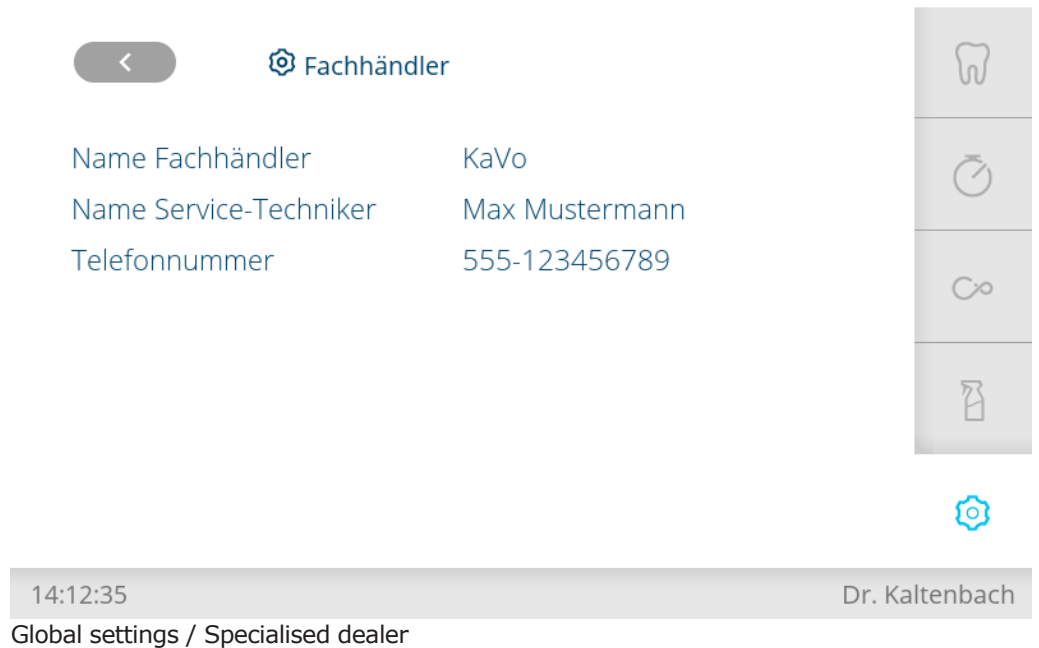 Fachhändler
Name Fachhändler KaVo
Name Service-Techniker Max Mustermann
Telefonnummer 555-123456789
14:12:35 Dr. Kaltenbach
Global settings / Specialised dealer